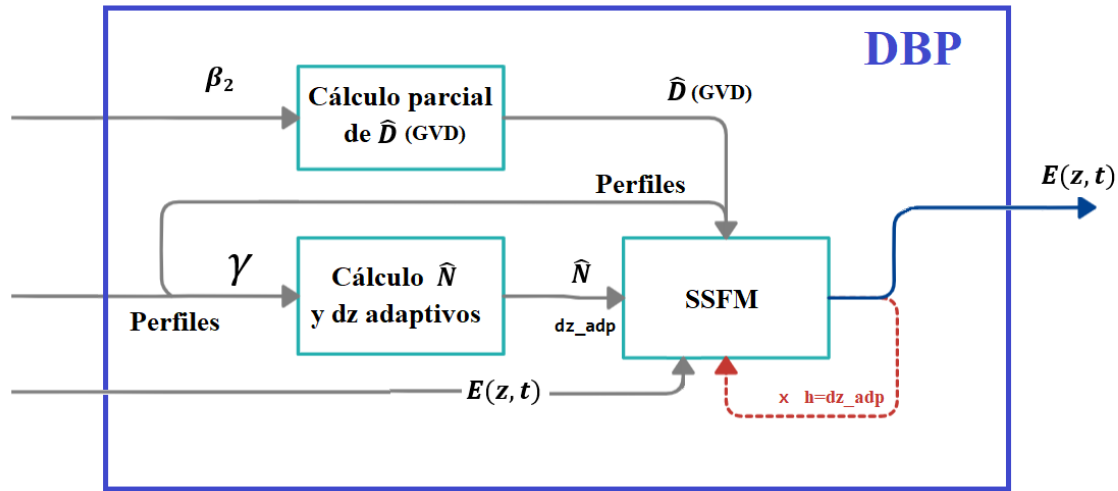 DBP
β₂
Cálculo parcial
de D̂ (GVD)
D̂ (GVD)
Perfiles
E(z, t)
γ
Perfiles
Cálculo N̂
y dz adaptivos
N̂
dz_adp
SSFM
E(z, t)
x h=dz_adp